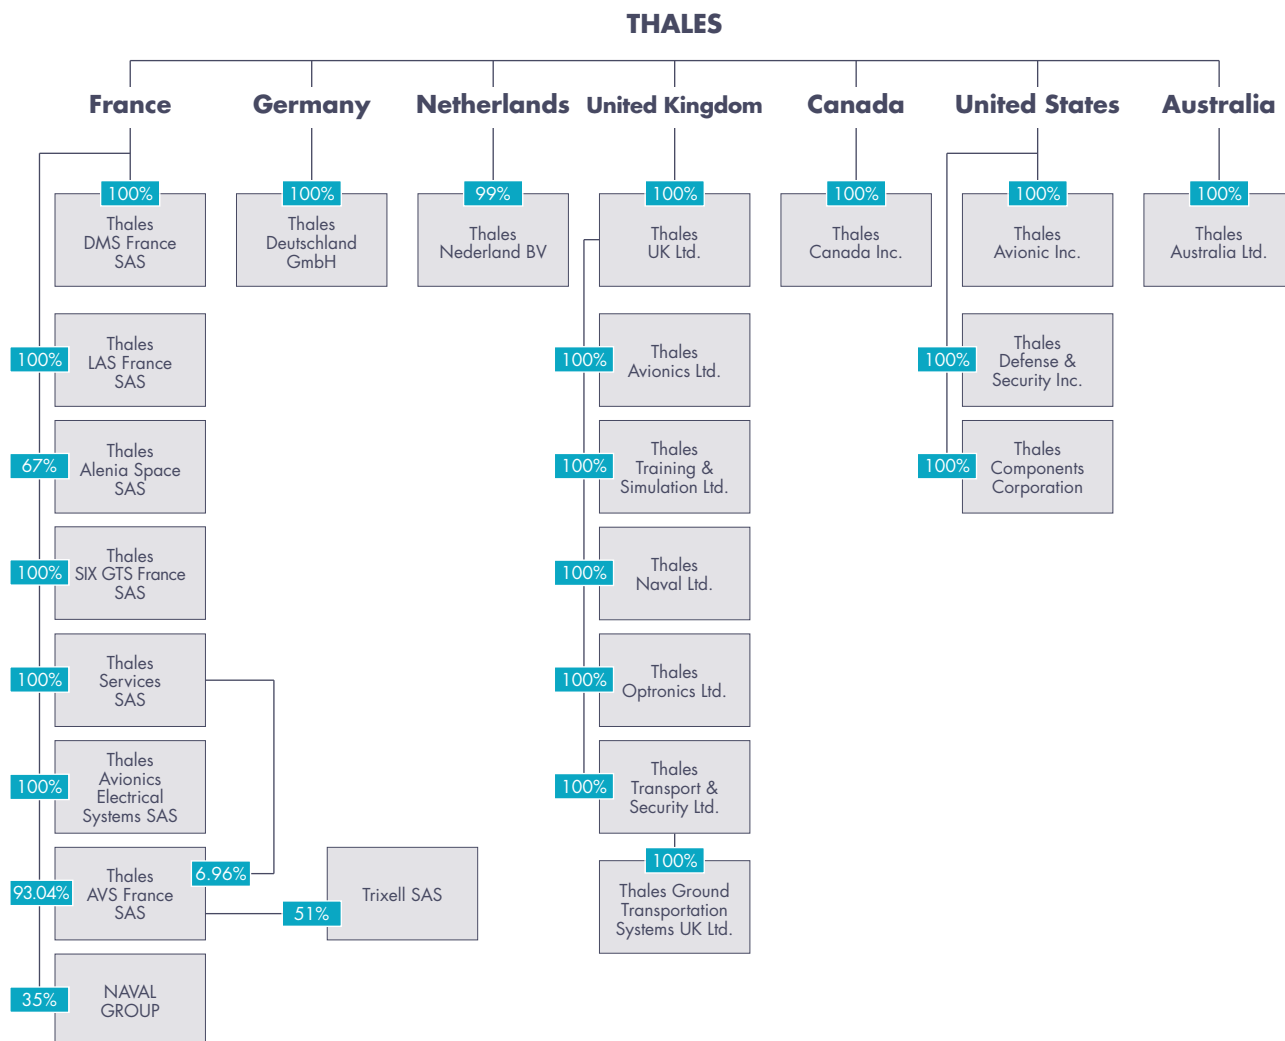 THALES
France
Germany
Netherlands
United Kingdom
Canada
United States
Australia
100%
Thales
DMS France
SAS
100%
Thales
Deutschland
GmbH
99%
Thales
Nederland BV
100%
Thales
UK Ltd.
100%
Thales
Canada Inc.
100%
Thales
Avionic Inc.
100%
Thales
Australia Ltd.
100%
Thales
LAS France
SAS
100%
Thales
Avionics Ltd.
100%
Thales
Defense &
Security Inc.
67%
Thales
Alenia Space
SAS
100%
Thales
Training &
Simulation Ltd.
100%
Thales
Components
Corporation
100%
Thales
SIX GTS France
SAS
100%
Thales
Naval Ltd.
100%
Thales
Services
SAS
100%
Thales
Optronics Ltd.
100%
Thales
Avionics
Electrical
Systems SAS
100%
Thales
Transport &
Security Ltd.
93.04%
Thales
AVS France
SAS
6.96%
51%
Trixell SAS
100%
Thales Ground
Transportation
Systems UK Ltd.
35%
NAVAL
GROUP